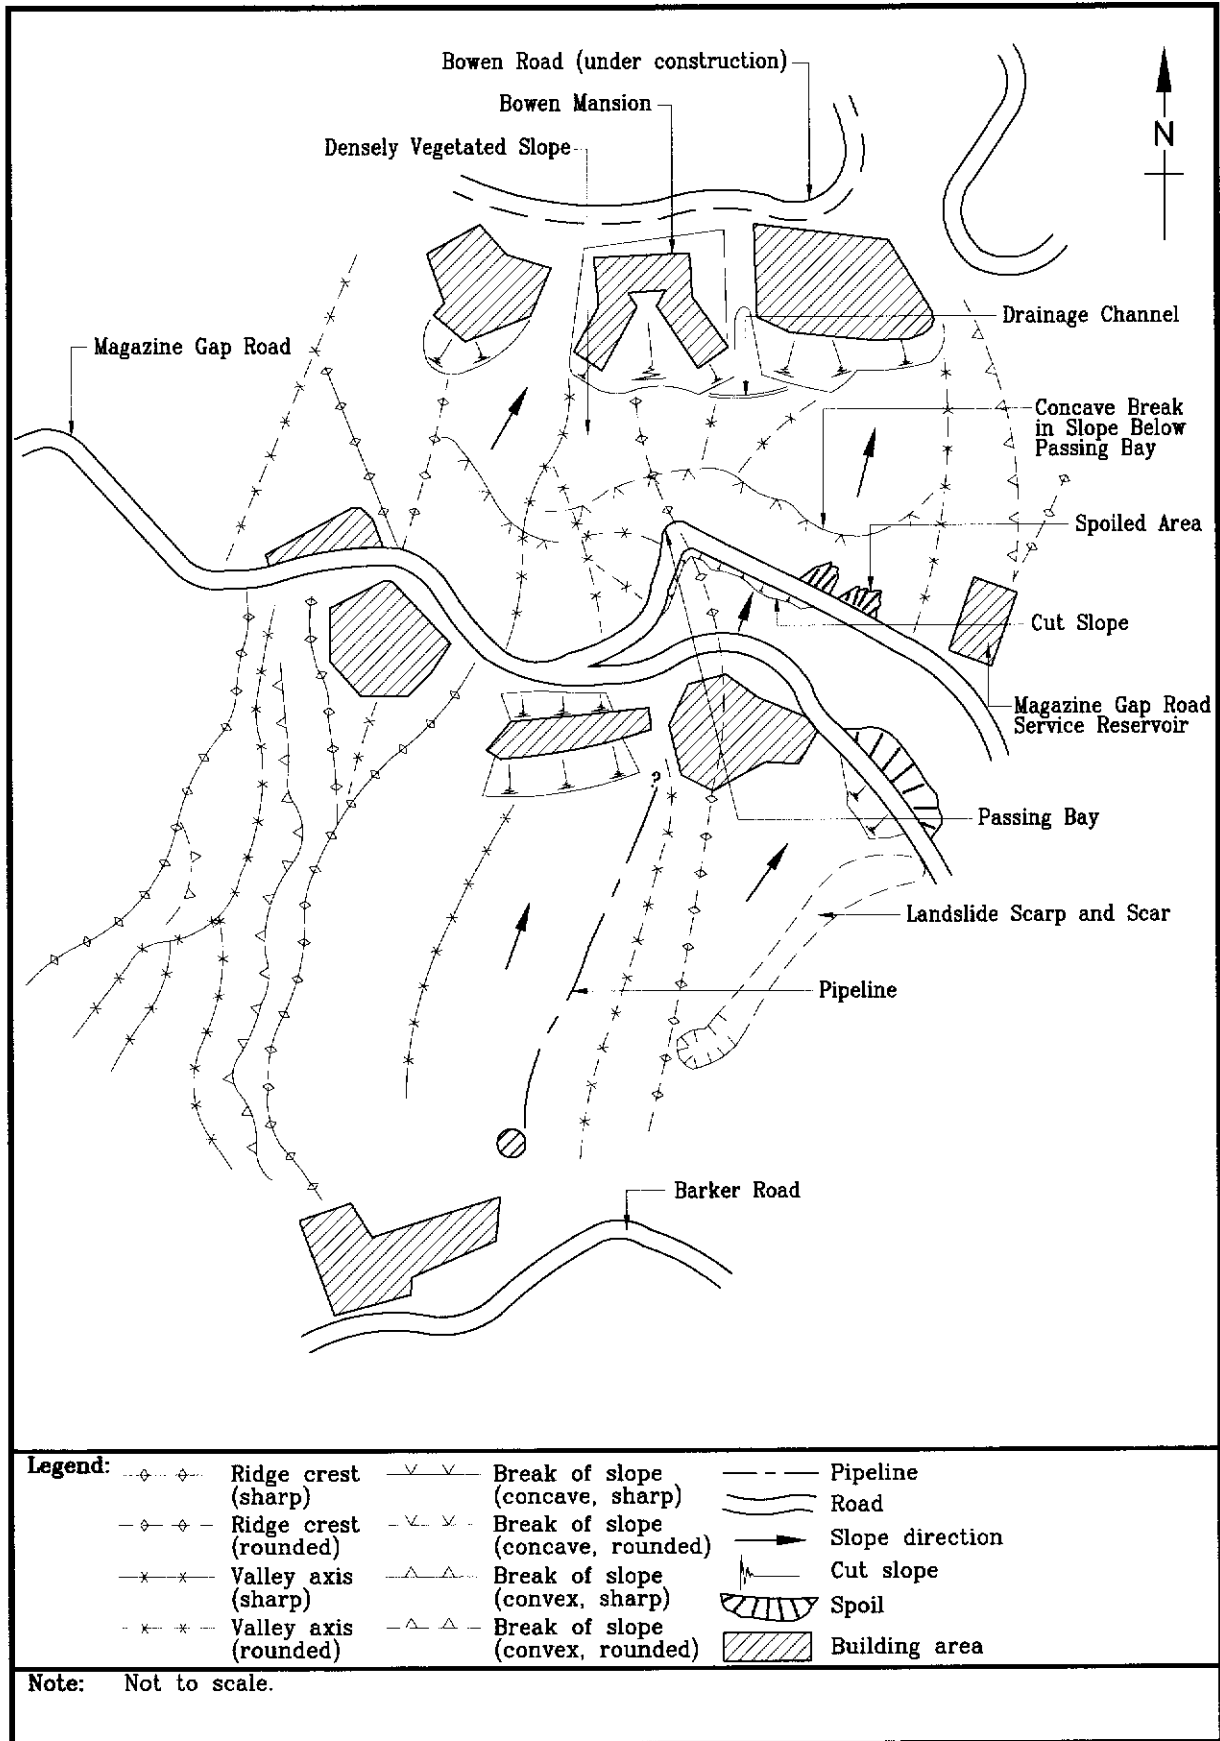 Bowen Road (under construction)
Bowen Mansion
Densely Vegetated Slope
N
Magazine Gap Road
Drainage Channel
Concave Break
in Slope Below
Passing Bay
Spoiled Area
Cut Slope
Magazine Gap Road
Service Reservoir
?
Passing Bay
Landslide Scarp and Scar
Pipeline
Barker Road
Legend:
Ridge crest
(sharp)
Ridge crest
(rounded)
Valley axis
(sharp)
Valley axis
(rounded)
Break of slope
(concave, sharp)
Break of slope
(concave, rounded)
Break of slope
(convex, sharp)
Break of slope
(convex, rounded)
Pipeline
Road
Slope direction
Cut slope
Spoil
Building area
Note: Not to scale.